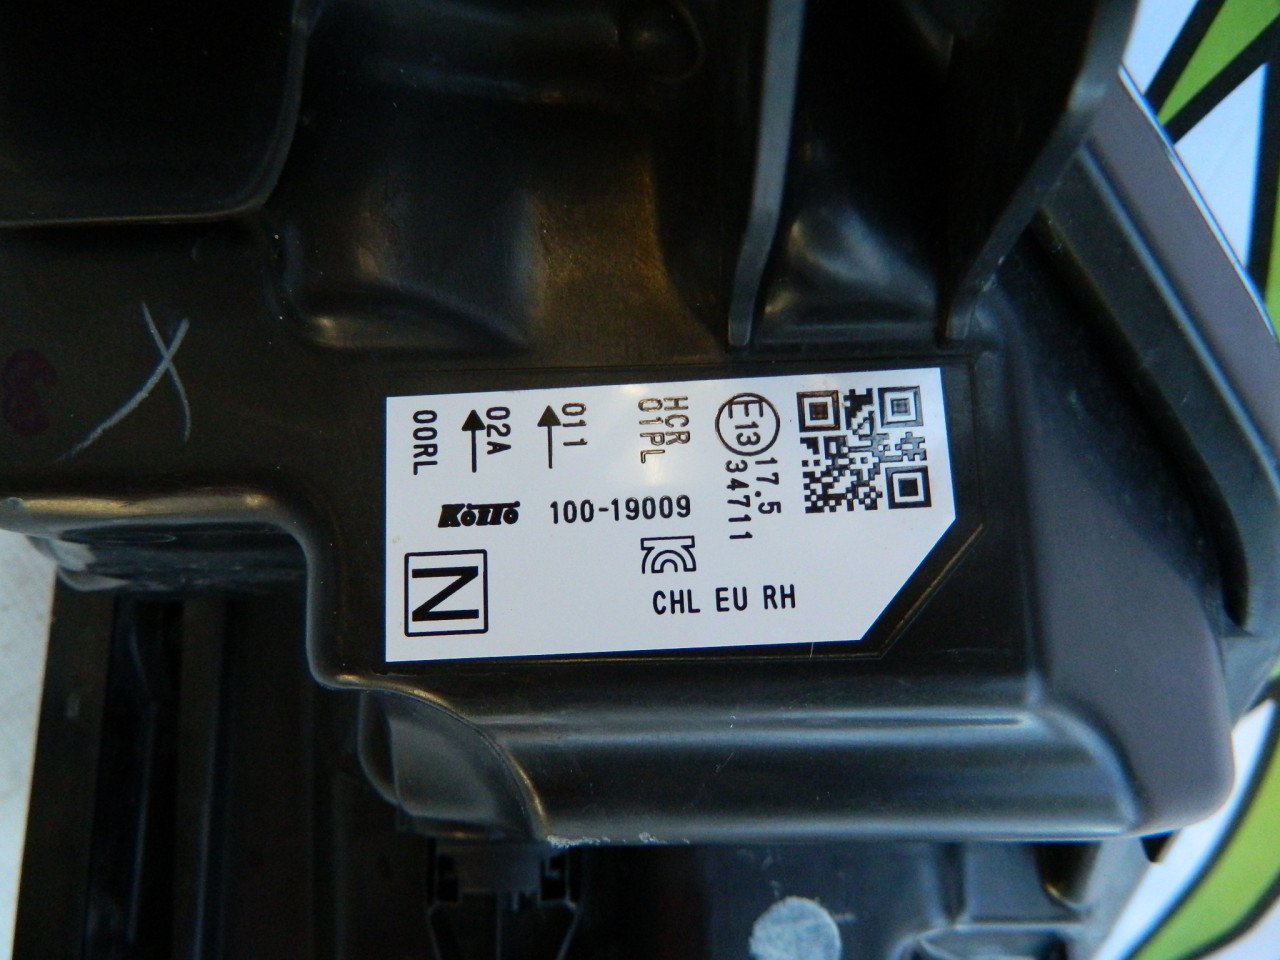 HCR
01PL
011
02A
00RL
E13
17.5
34711
KOITO
100-19009
N
CHL EU RH
X